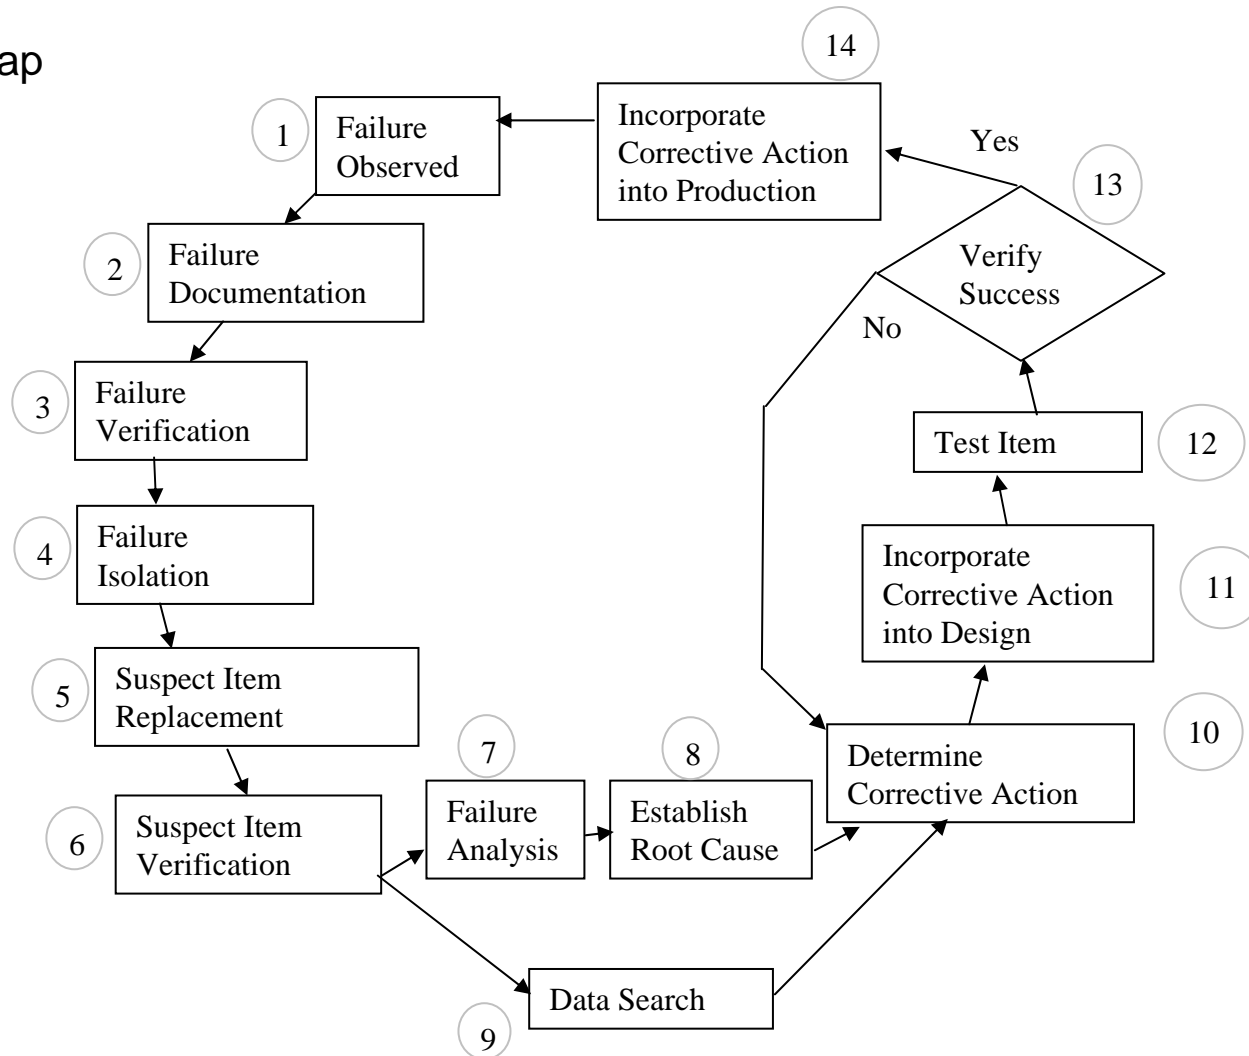 ap
14
Incorporate
Corrective Action
into Production
1
Failure
Observed
Yes
13
Verify
Success
No
2
Failure
Documentation
3
Failure
Verification
12
Test Item
4
Failure
Isolation
11
Incorporate
Corrective Action
into Design
5
Suspect Item
Replacement
10
Determine
Corrective Action
6
Suspect Item
Verification
7
Failure
Analysis
8
Establish
Root Cause
9
Data Search